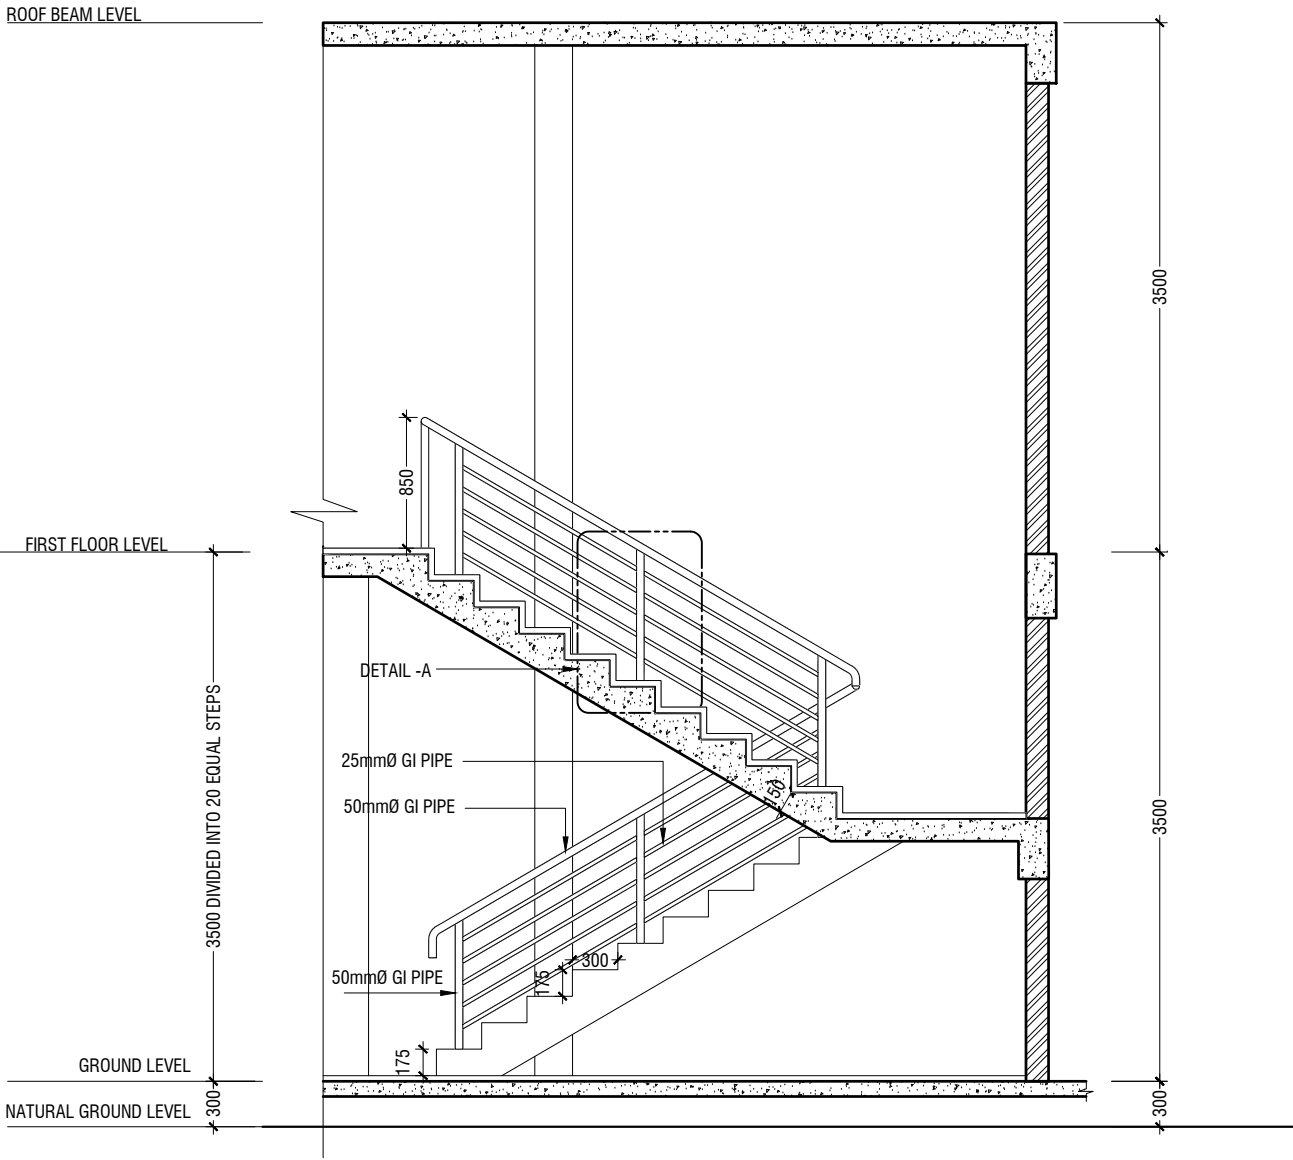 ROOF BEAM LEVEL
3500
850
FIRST FLOOR LEVEL
DETAIL -A
3500 DIVIDED INTO 20 EQUAL STEPS
25mmØ GI PIPE
150
50mmØ GI PIPE
3500
50mmØ GI PIPE
300
175
175
GROUND LEVEL
300
300
NATURAL GROUND LEVEL